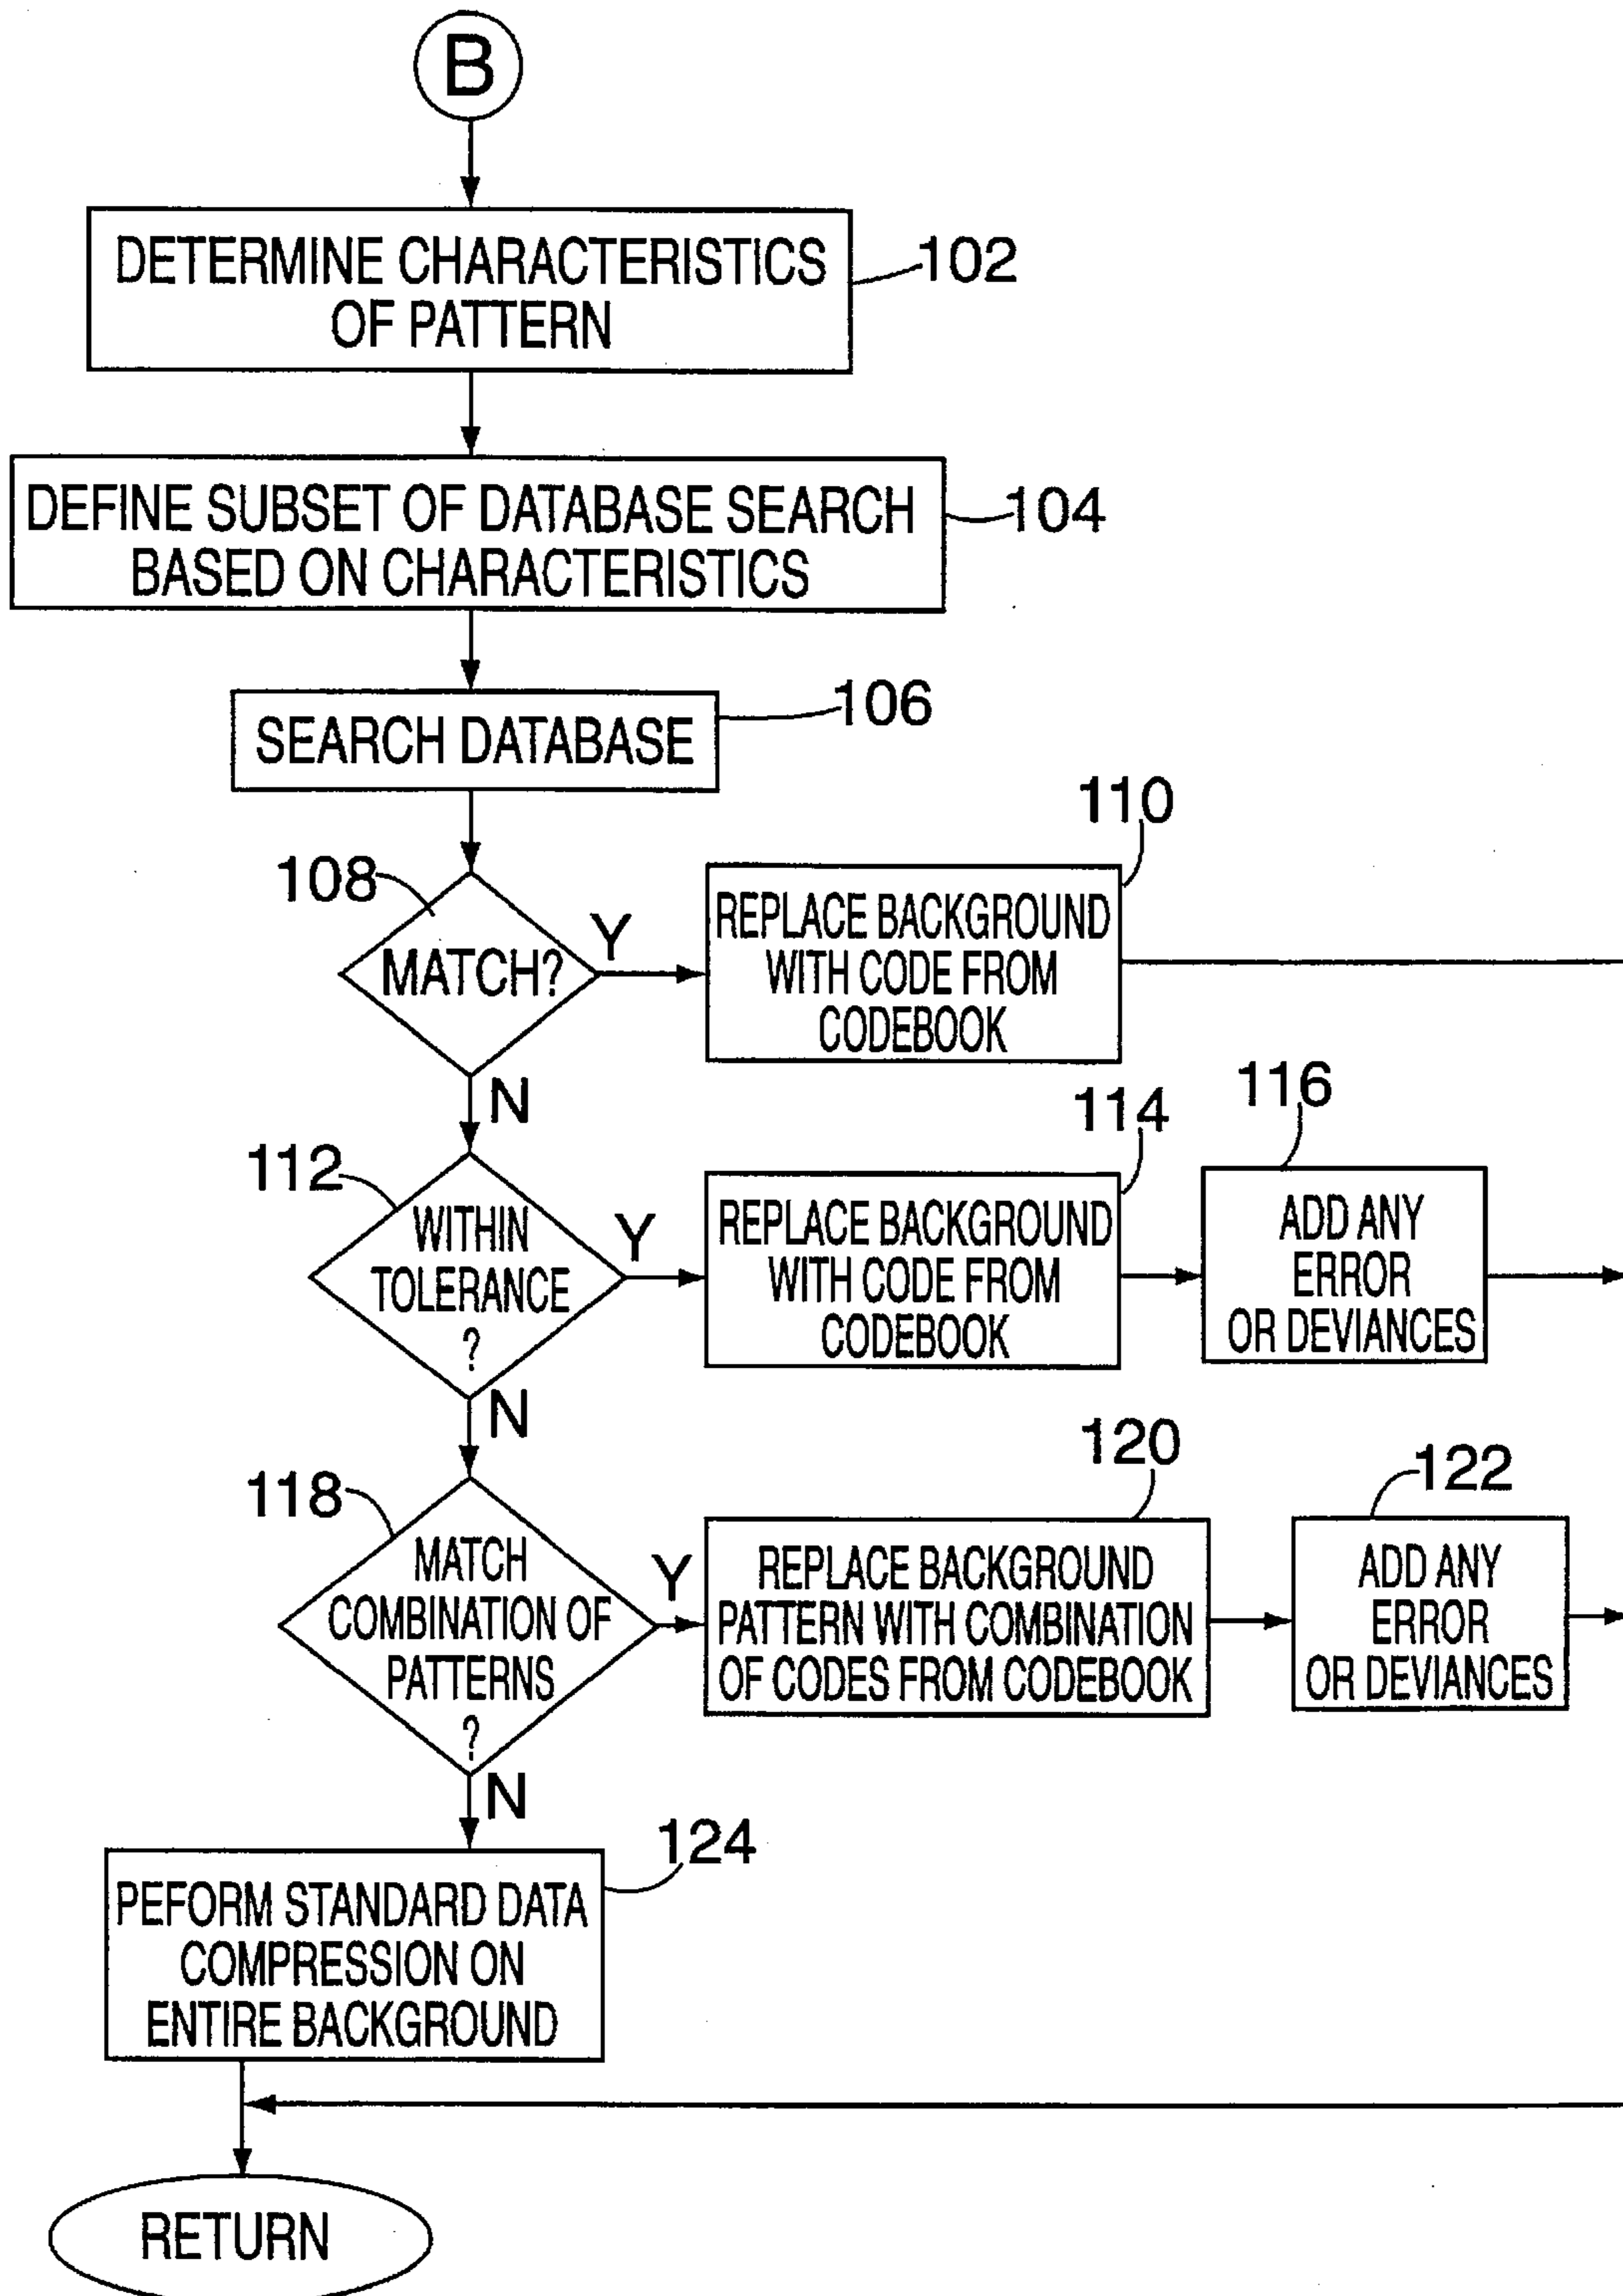 B
DETERMINE CHARACTERISTICS
OF PATTERN
102
DEFINE SUBSET OF DATABASE SEARCH
BASED ON CHARACTERISTICS
104
SEARCH DATABASE
106
108
MATCH?
Y
N
110
REPLACE BACKGROUND
WITH CODE FROM
CODEBOOK
112
WITHIN
TOLERANCE
?
Y
N
114
REPLACE BACKGROUND
WITH CODE FROM
CODEBOOK
116
ADD ANY
ERROR
OR DEVIANCES
118
MATCH
COMBINATION OF
PATTERNS
?
Y
N
120
REPLACE BACKGROUND
PATTERN WITH COMBINATION
OF CODES FROM CODEBOOK
122
ADD ANY
ERROR
OR DEVIANCES
124
PEFORM STANDARD DATA
COMPRESSION ON
ENTIRE BACKGROUND
RETURN